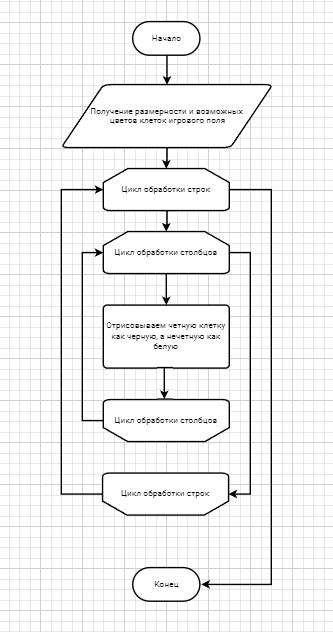 Начало
Получение размерности и возможных
цветов клеток игрового поля
Цикл обработки строк
Цикл обработки столбцов
Отрисовываем четную клетку
как черную, а нечетную как
белую
Цикл обработки столбцов
Цикл обработки строк
Конец